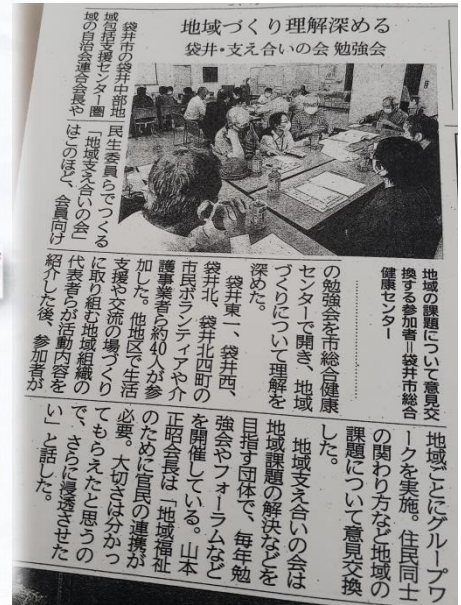 地域づくり理解深める
袋井・支え合いの会 勉強会
袋井市の袋井中部地
域包括支援センター圏
域の自治会連合会長や
民生委員らでつくる
「地域支え合いの会」
はこのほど、会員向け
の勉強会を市総合健康
センターで開き、地域
づくりについて理解を
深めた。
袋井東一、袋井西、
袋井北、袋井北四町の
市民ボランティアや介
護事業者ら約40人が参
加した。他地区で生活
支援や交流の場づくり
に取り組む地域組織の
代表者らが活動内容を
紹介した後、参加者が
地域の課題について意見交
換する参加者＝袋井市総合
健康センター
地域ごとにグループワ
ークを実施。住民同士
の関わり方など地域の
課題について意見交換
した。
地域支え合いの会は
地域課題の解決などを
目指す団体で、毎年勉
強会やフォーラムなど
を開催している。山本
正昭会長は「地域福祉
のために官民の連携が
必要。大切さは分かっ
てもらえたと思うの
で、さらに浸透させた
い」と話した。